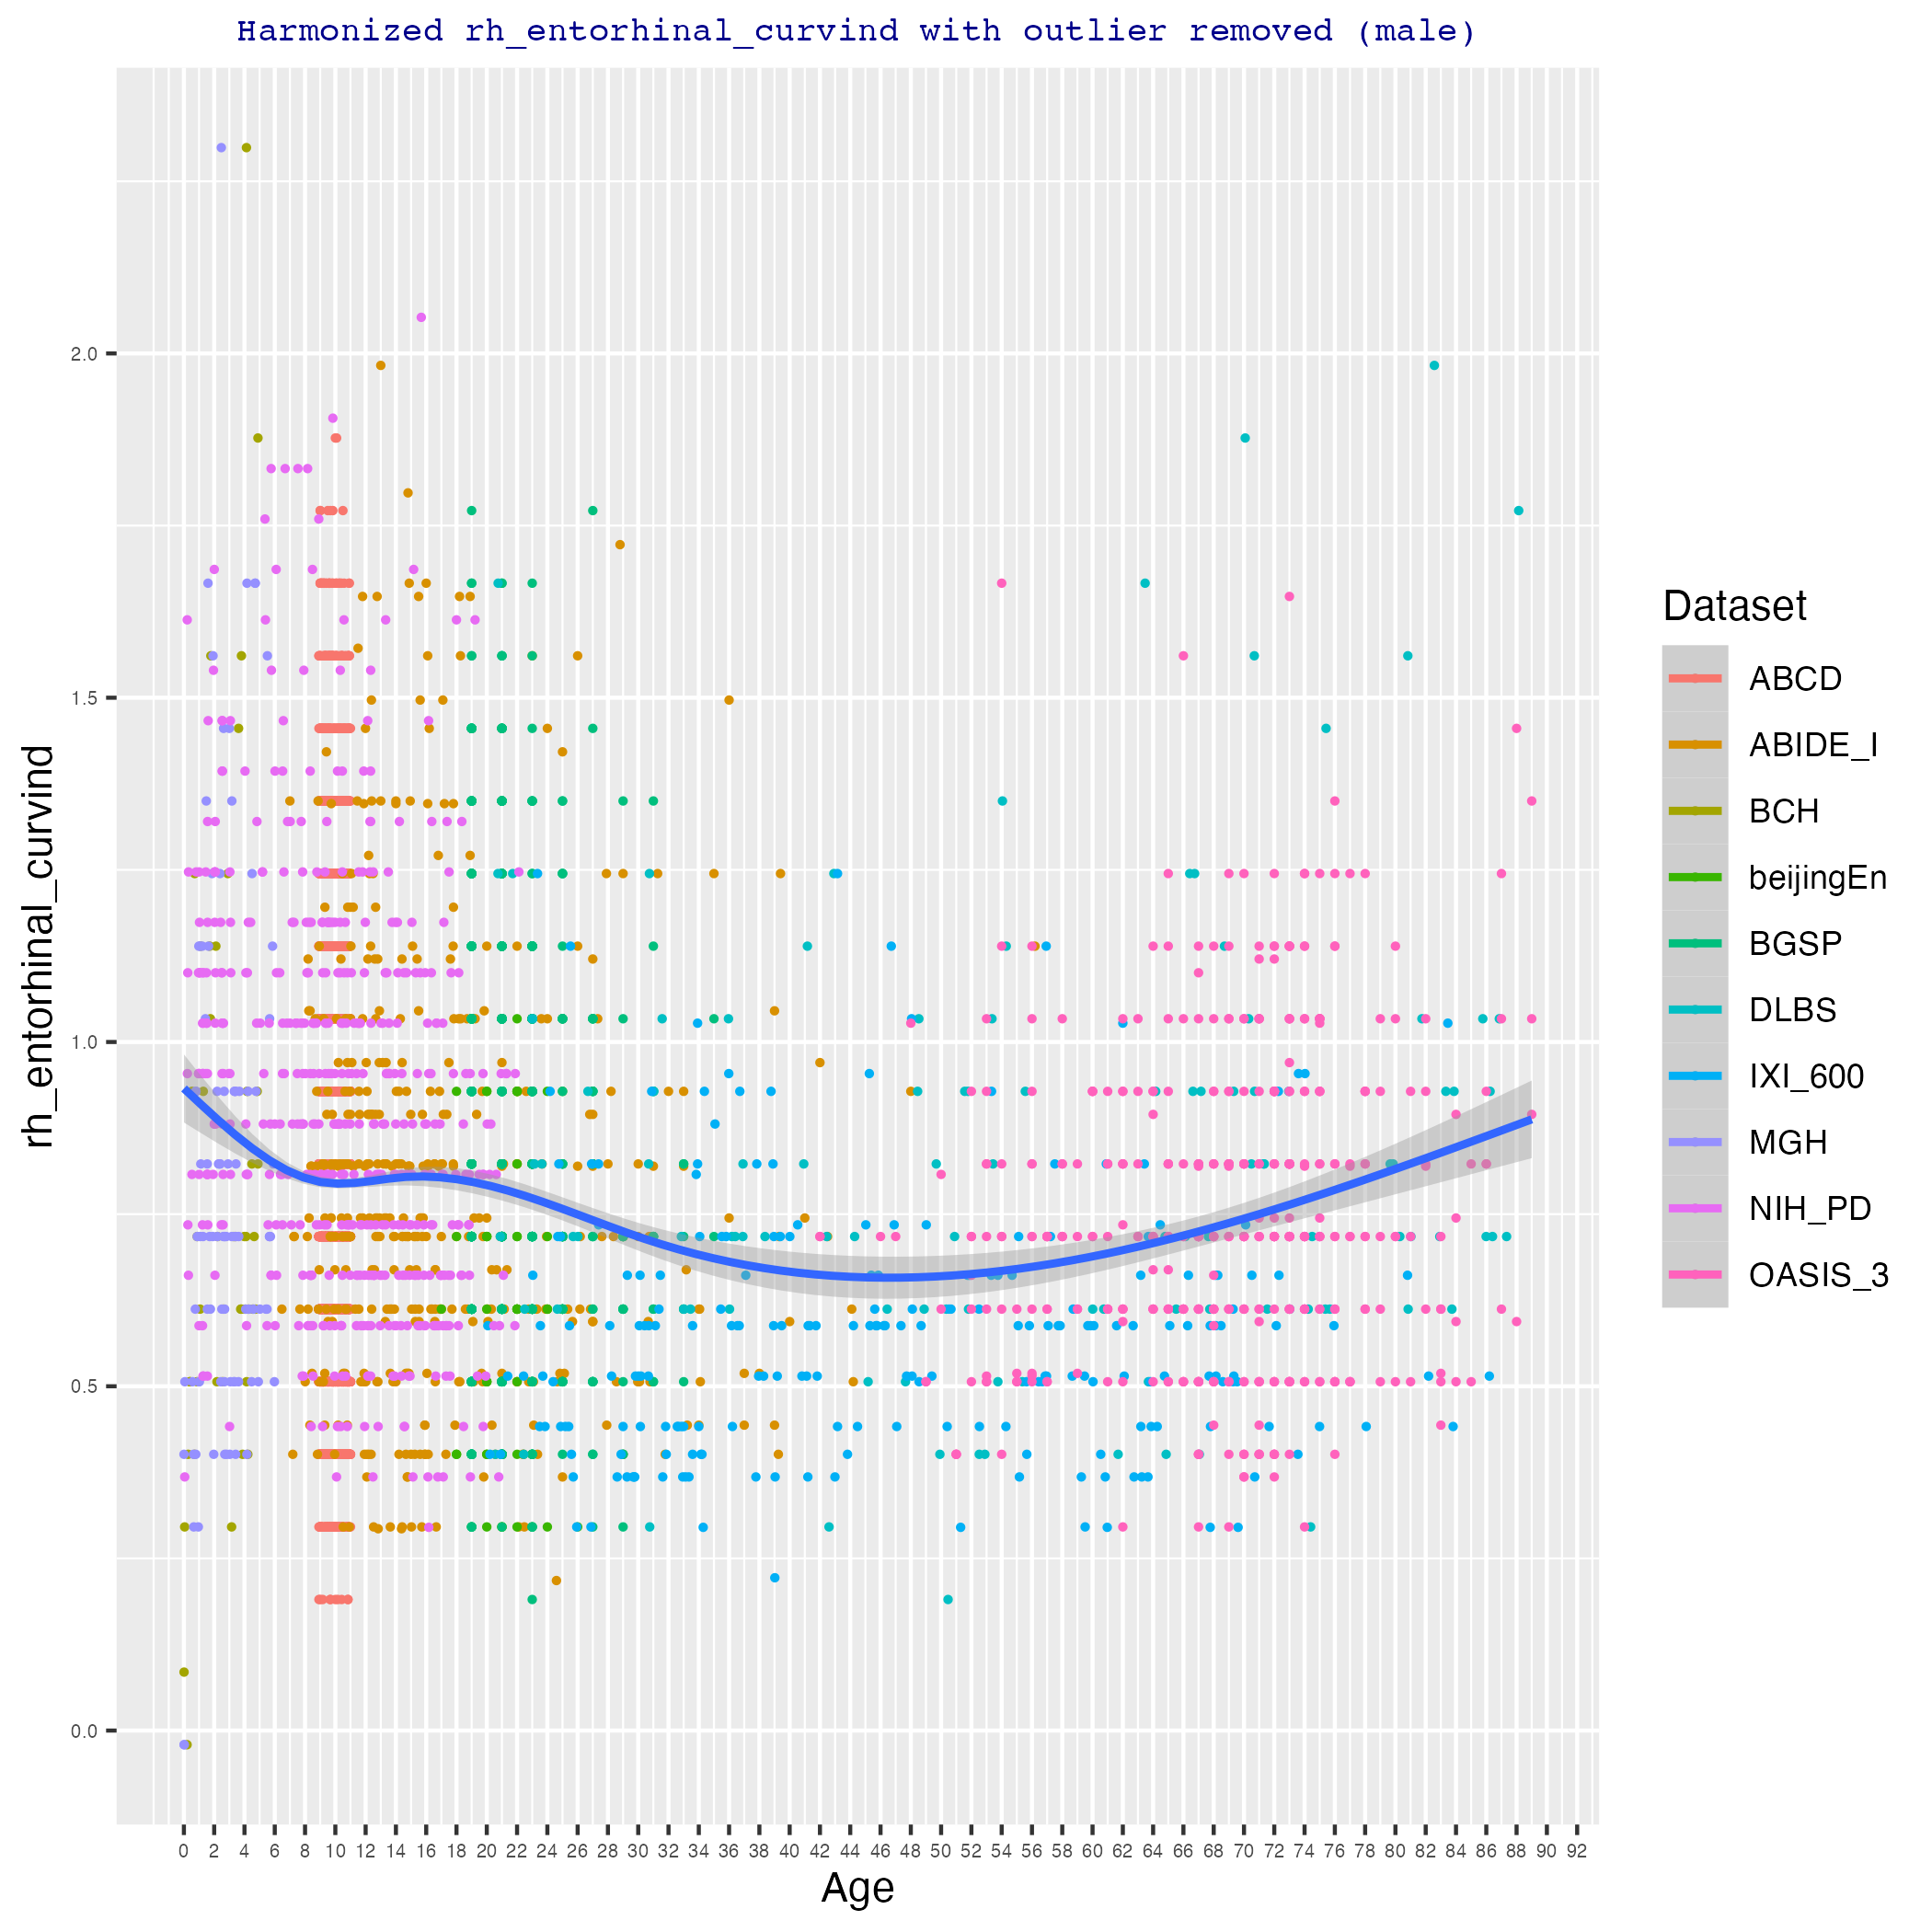 Harmonized rh_entorhinal_curvind with outlier removed (male)
rh_entorhinal_curvind
2.0
1.5
1.0
0.5
0.0
0 2 4 6 8 10 12 14 16 18 20 22 24 26 28 30 32 34 36 38 40 42 44 46 48 50 52 54 56 58 60 62 64 66 68 70 72 74 76 78 80 82 84 86 88 90 92
Age
Dataset
ABCD
ABIDE_I
BCH
beijingEn
BGSP
DLBS
IXI_600
MGH
NIH_PD
OASIS_3